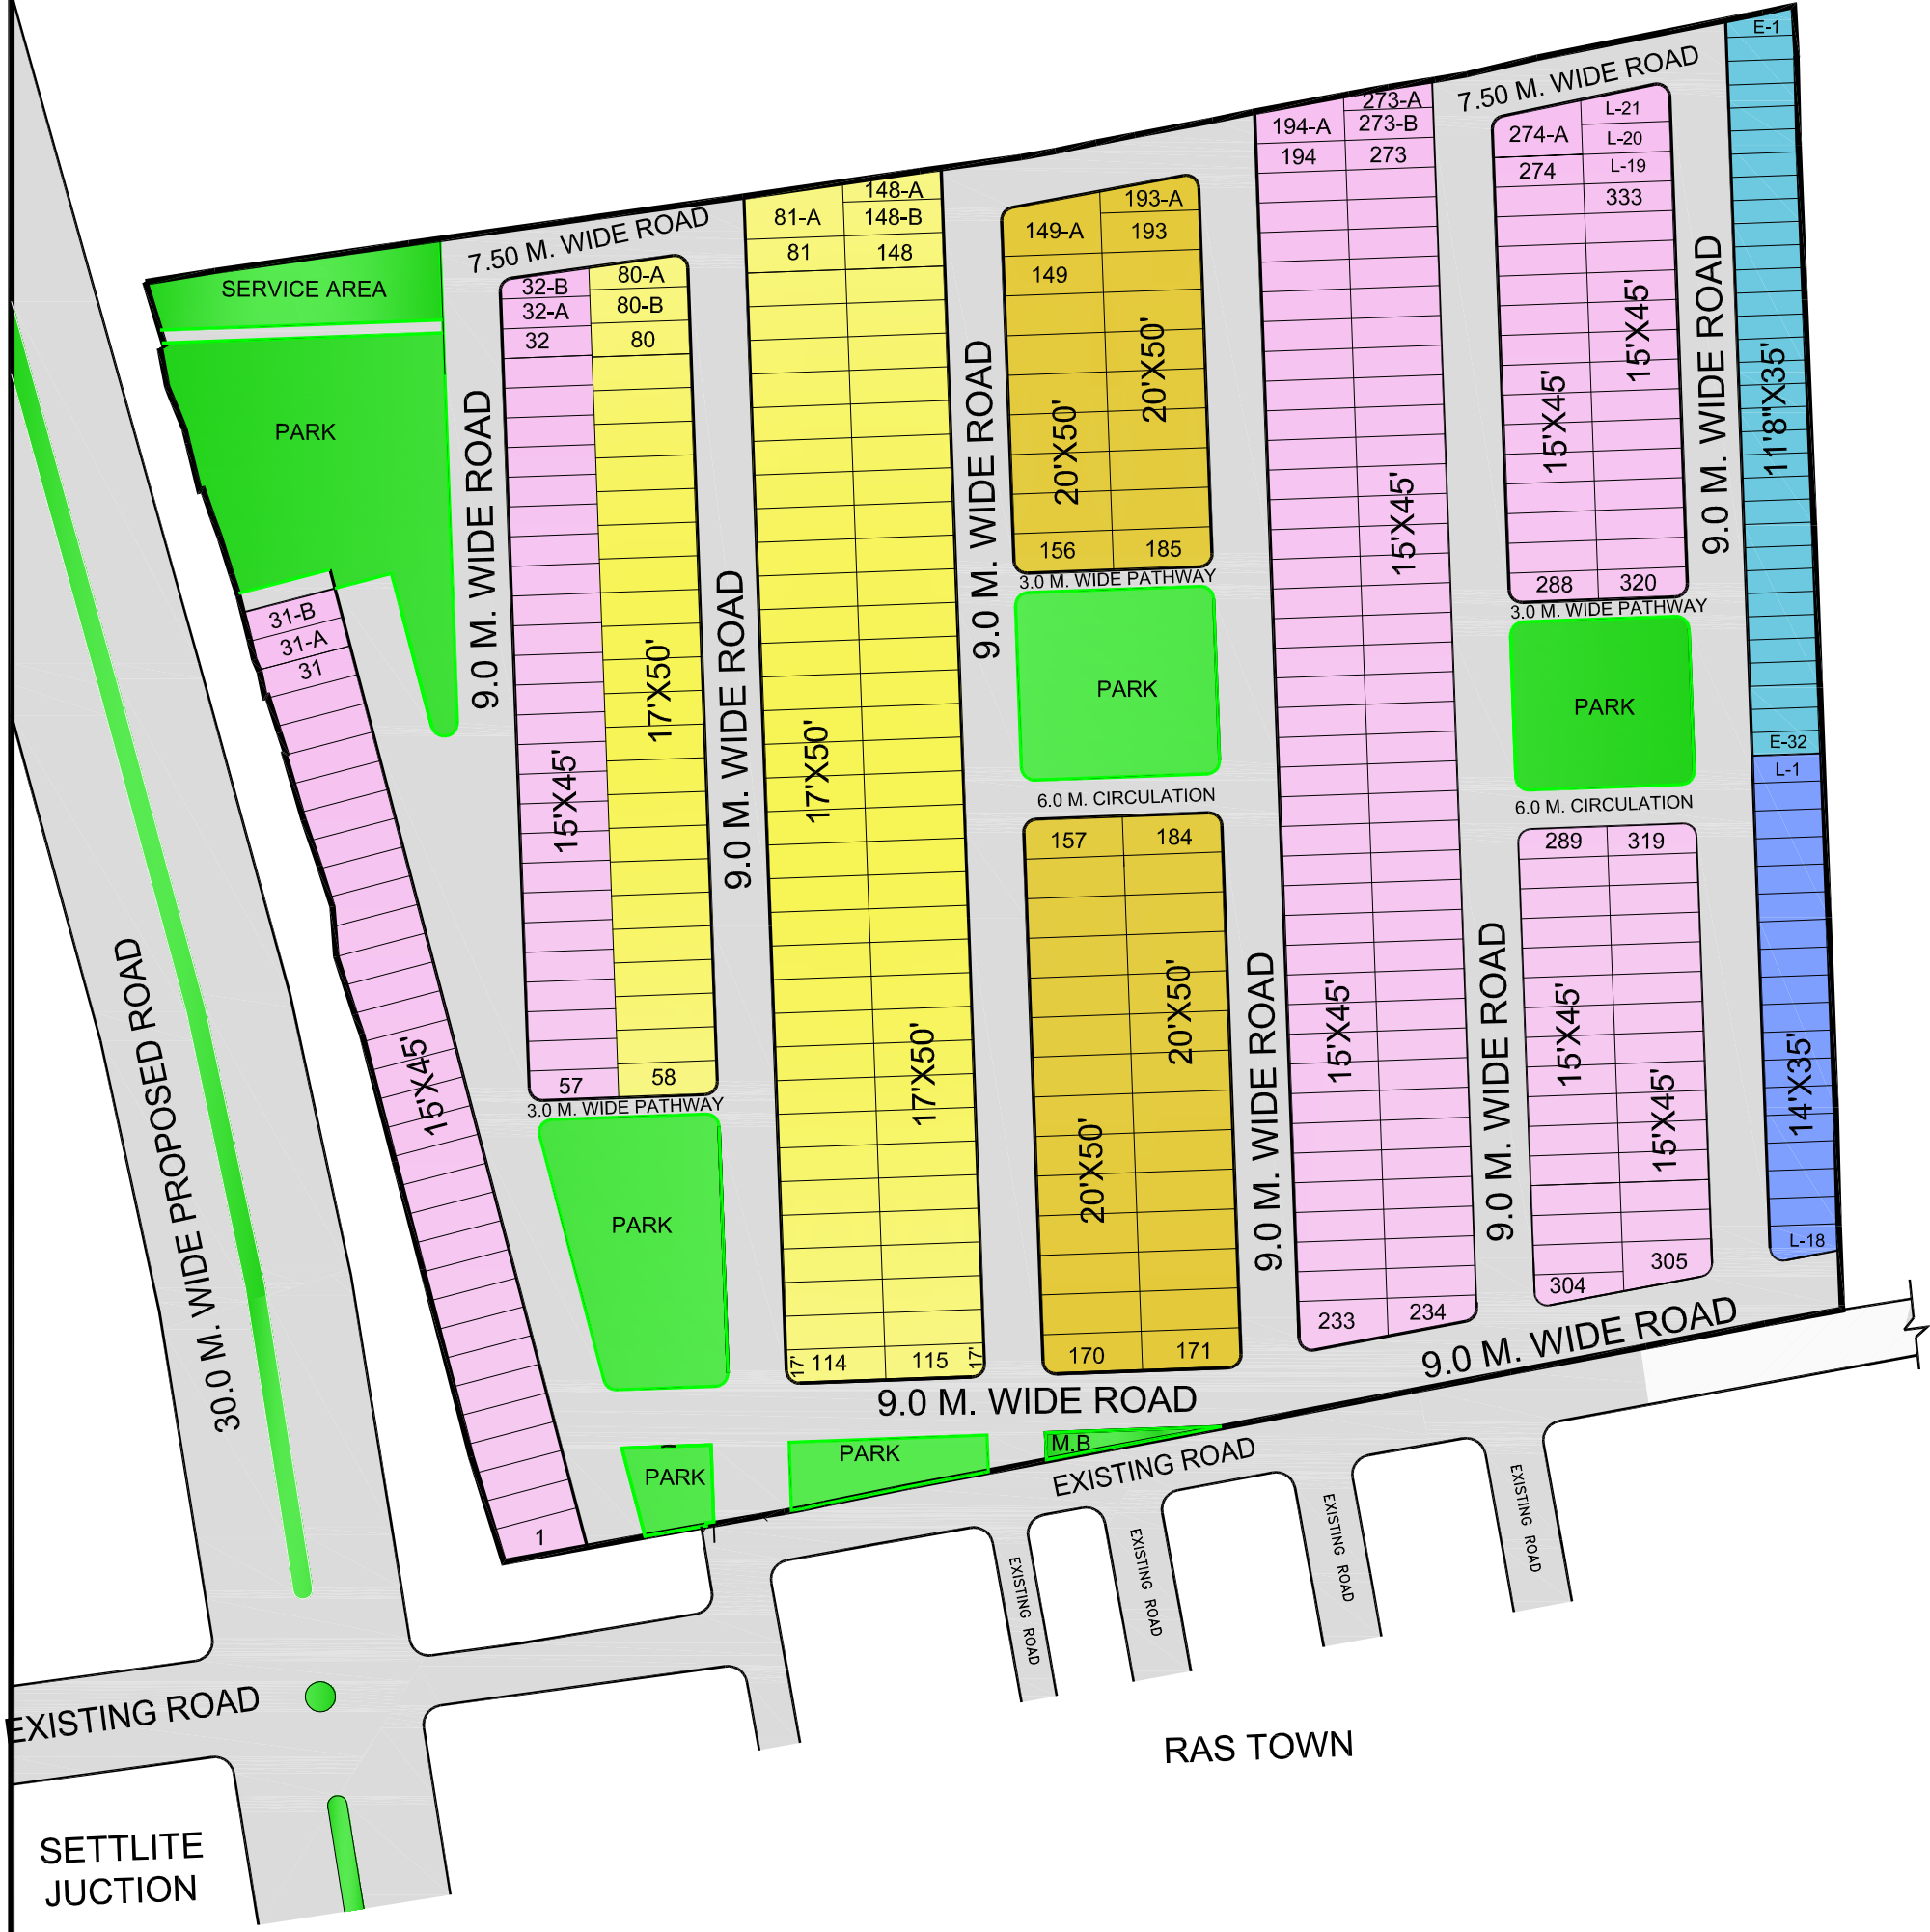 E-1
7.50 M. WIDE ROAD
273-A
194-A
273-B
194
273
274-A
L-21
L-20
274
L-19
333
148-A
81-A
148-B
81
148
193-A
149-A
193
149
7.50 M. WIDE ROAD
SERVICE AREA
32-B
80-A
32-A
80-B
32
80
PARK
9.0 M. WIDE ROAD
9.0 M. WIDE ROAD
9.0 M. WIDE ROAD
20'X50'
20'X50'
15'X45'
15'X45'
15'X45'
11'8"X35'
156
185
3.0 M. WIDE PATHWAY
288
320
3.0 M. WIDE PATHWAY
31-B
31-A
31
17'X50'
9.0 M. WIDE ROAD
17'X50'
15'X45'
PARK
PARK
E-32
L-1
6.0 M. CIRCULATION
6.0 M. CIRCULATION
157
184
289
319
30.0 M. WIDE PROPOSED ROAD
15'X45'
57
58
3.0 M. WIDE PATHWAY
PARK
17'X50'
20'X50'
20'X50'
9.0 M. WIDE ROAD
15'X45'
9.0 M. WIDE ROAD
15'X45'
15'X45'
14'X35'
L-18
305
304
233
234
17'
114
115
17'
170
171
9.0 M. WIDE ROAD
9.0 M. WIDE ROAD
PARK
PARK
M.B
EXISTING ROAD
1
EXISTING ROAD
EXISTING ROAD
EXISTING ROAD
EXISTING ROAD
EXISTING ROAD
RAS TOWN
SETTLITE
JUCTION